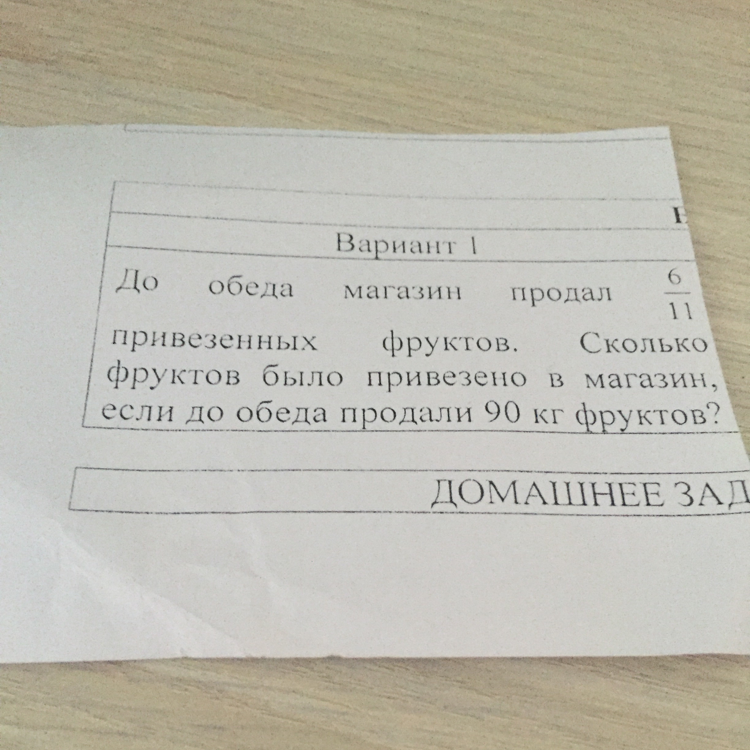 Вариант 1
До обеда магазин продал 6/11
привезенных фруктов. Сколько
фруктов было привезено в магазин,
если до обеда продали 90 кг фруктов?
ДОМАШНЕЕ ЗАД